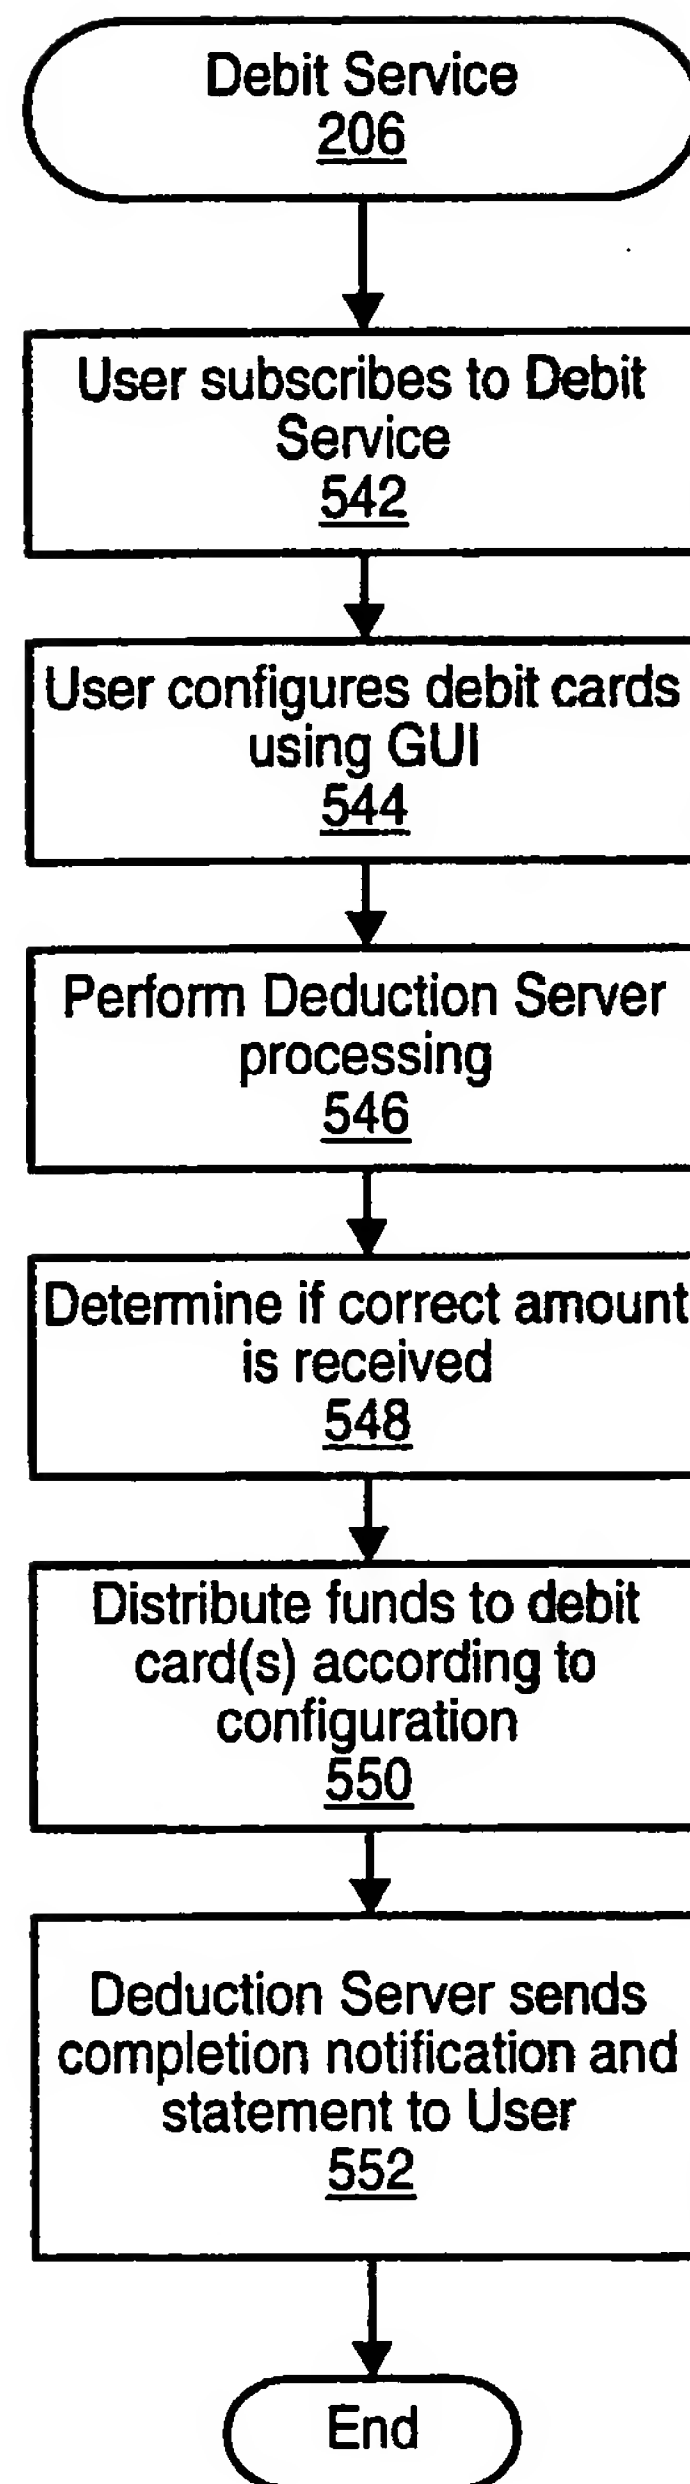 Debit Service
206
User subscribes to Debit
Service
542
User configures debit cards
using GUI
544
Perform Deduction Server
processing
546
Determine if correct amount
is received
548
Distribute funds to debit
card(s) according to
configuration
550
Deduction Server sends
completion notification and
statement to User
552
End